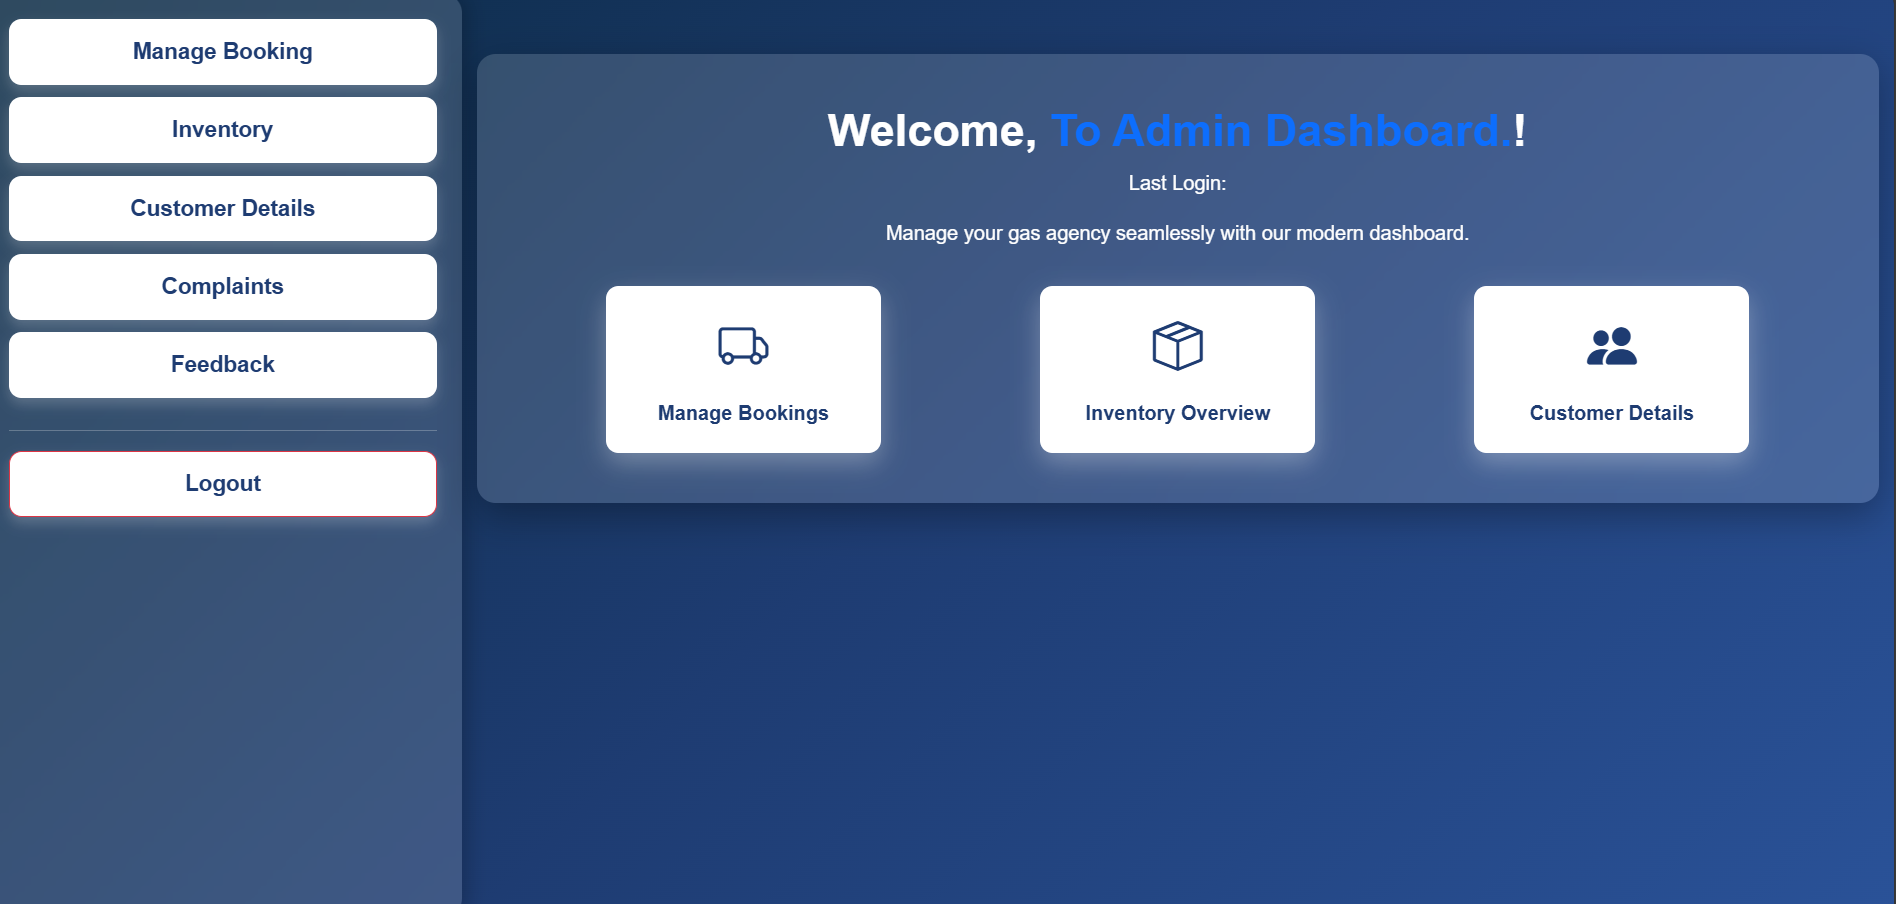 Manage Booking
Inventory
Customer Details
Complaints
Feedback
Logout
Welcome, To Admin Dashboard.!
Last Login:
Manage your gas agency seamlessly with our modern dashboard.
Manage Bookings
Inventory Overview
Customer Details